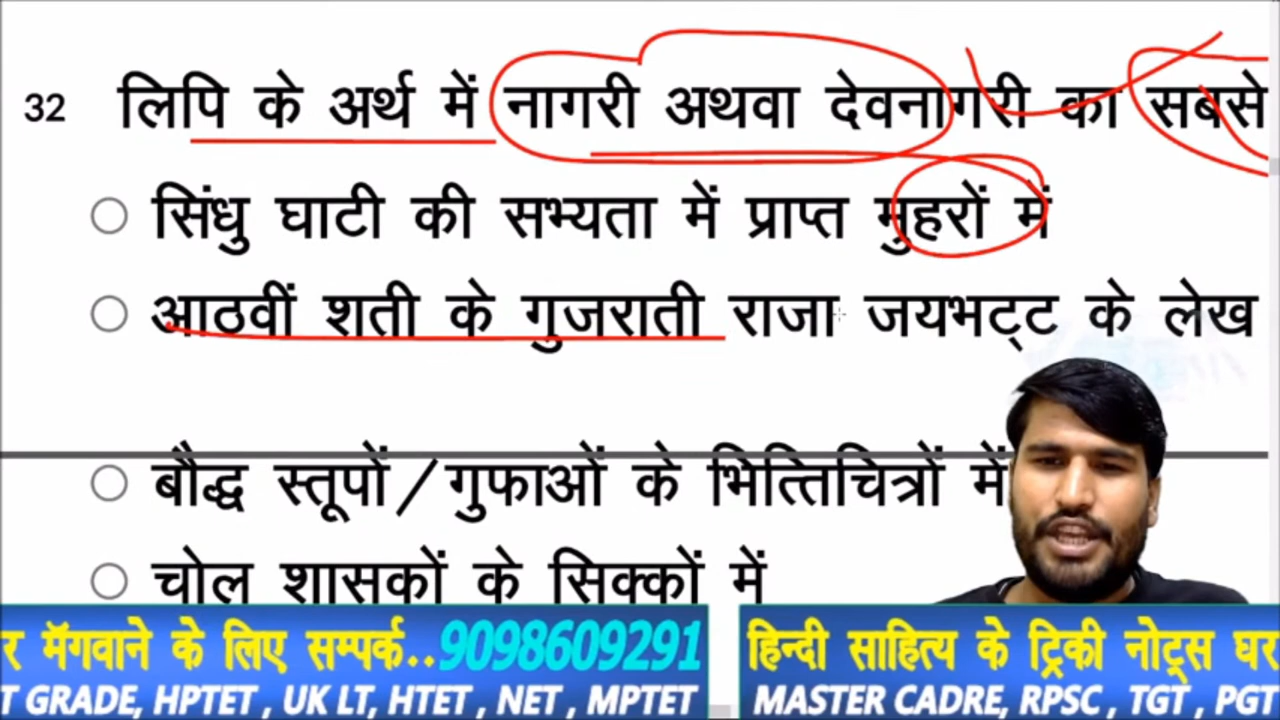 32 लिपि के अर्थ में नागरी अथवा देवनागरी का सबसे
सिंधु घाटी की सभ्यता में प्राप्त मुहरों में
आठवीं शती के गुजराती राजा जयभट्ट के लेख
बौद्ध स्तूपों/गुफाओं के भित्तिचित्रों में
चोल शासकों के सिक्कों में
र मॅगवाने के लिए सम्पर्क..9098609291
T GRADE, HPTET , UK LT, HTET , NET , MPTET
हिन्दी साहित्य के ट्रिकी नोट्स घर
MASTER CADRE, RPSC , TGT , PGT